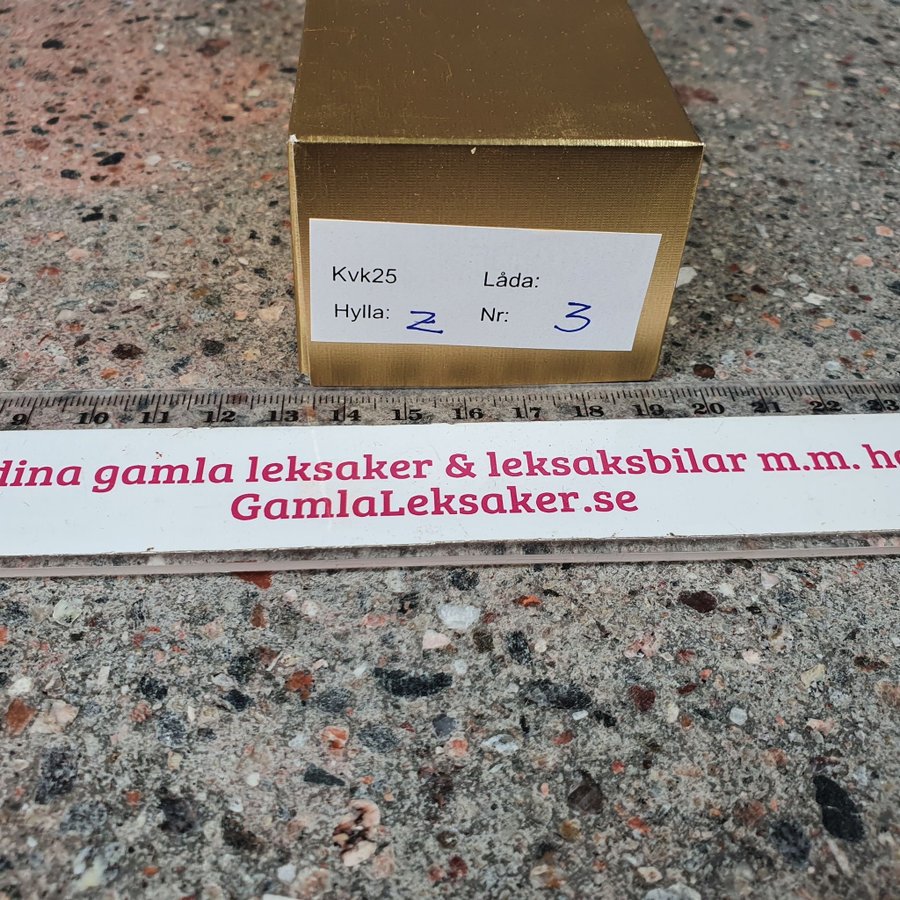 Kvk25 Låda:
Hylla: 2 Nr: 3
9 10 11 12 13 14 15 16 17 18 19 20 21 22 23
dina gamla leksaker & leksaksbilar m.m. ha
GamlaLeksaker.se